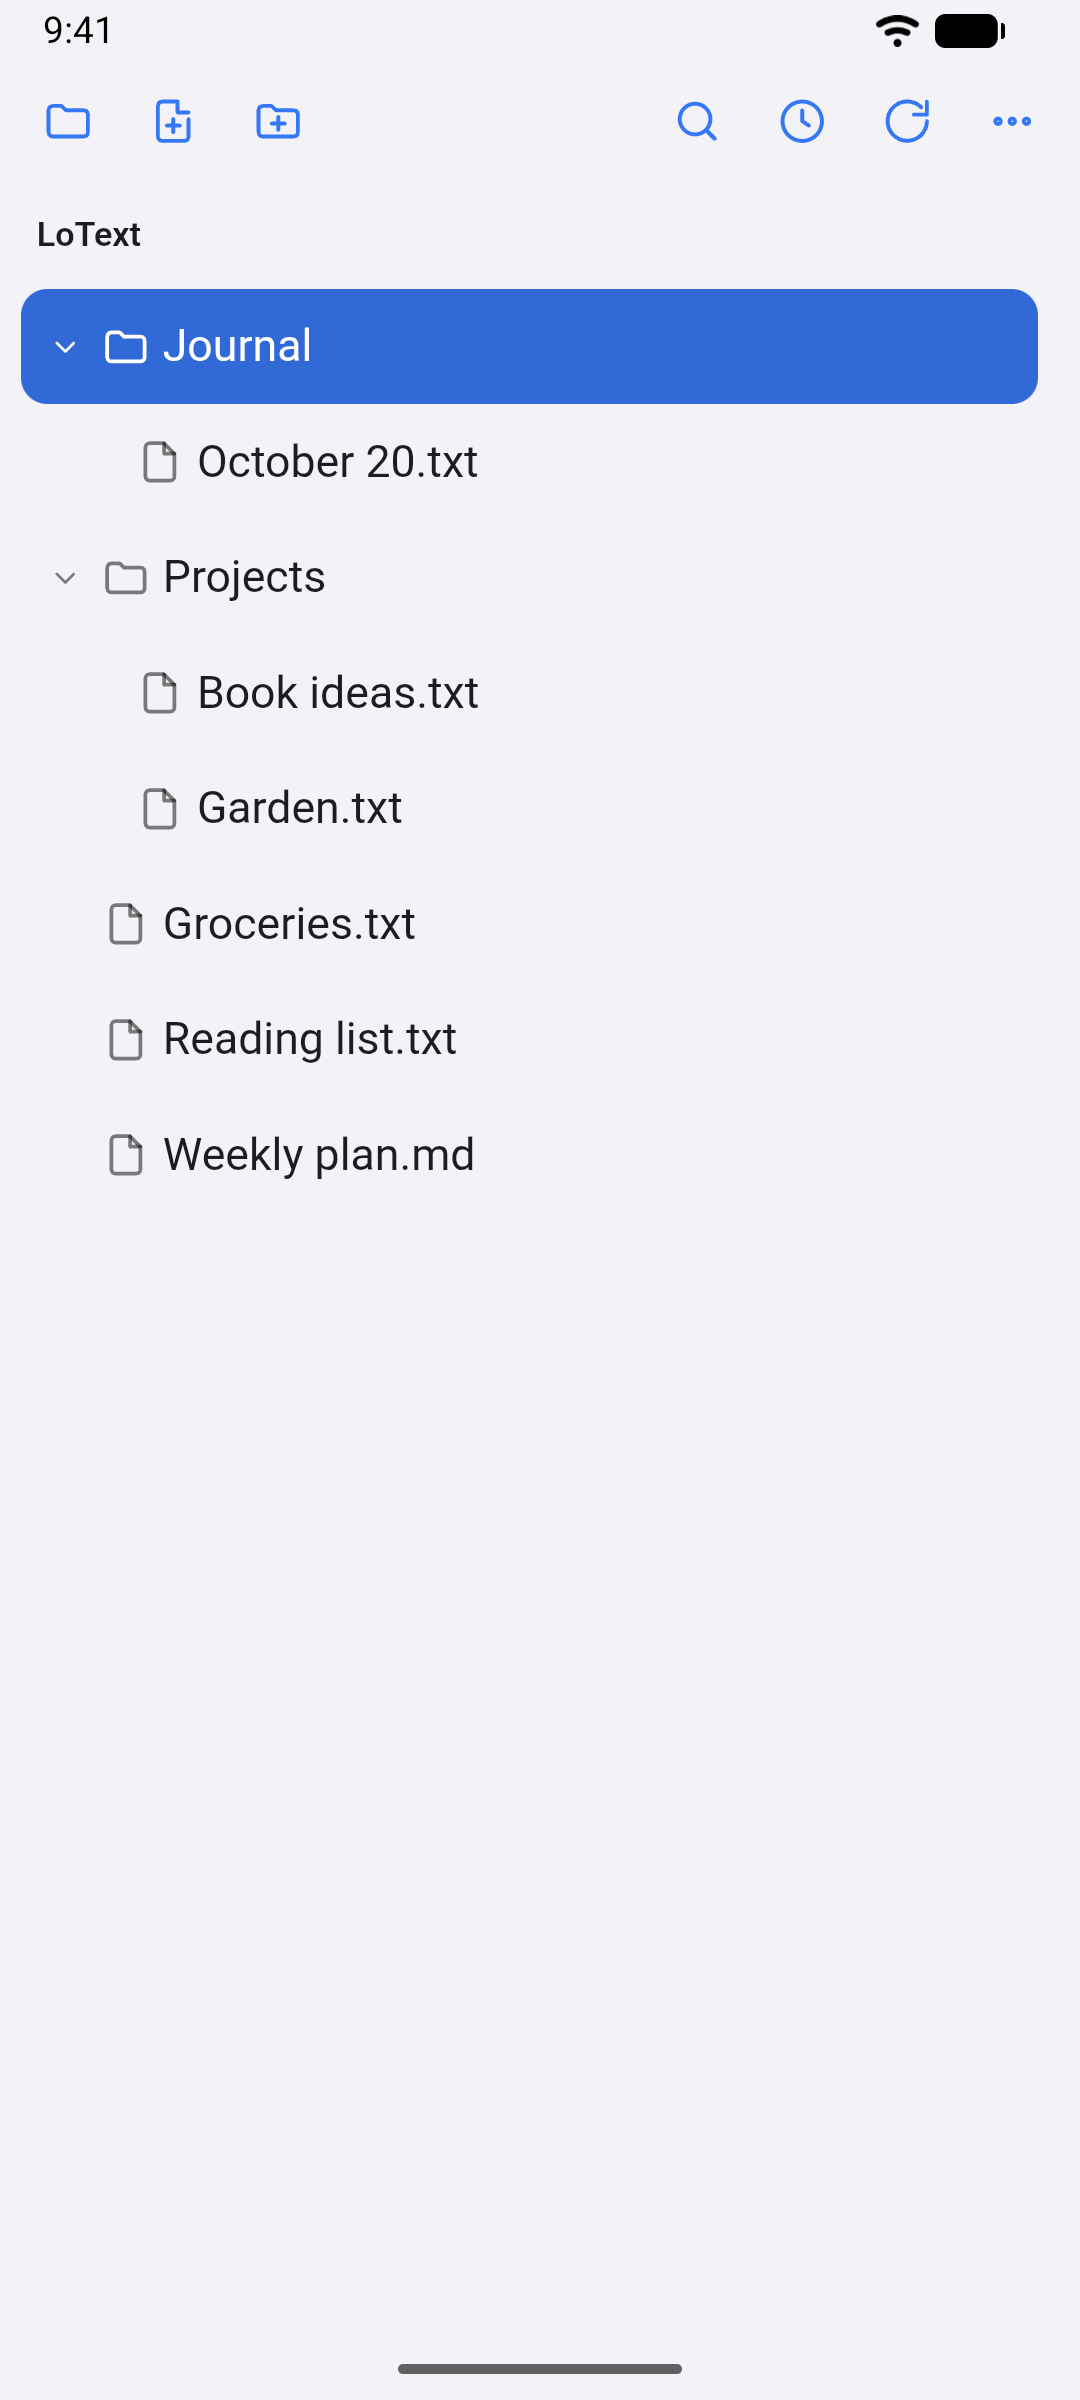 9:41
LoText
Journal
October 20.txt
Projects
Book ideas.txt
Garden.txt
Groceries.txt
Reading list.txt
Weekly plan.md